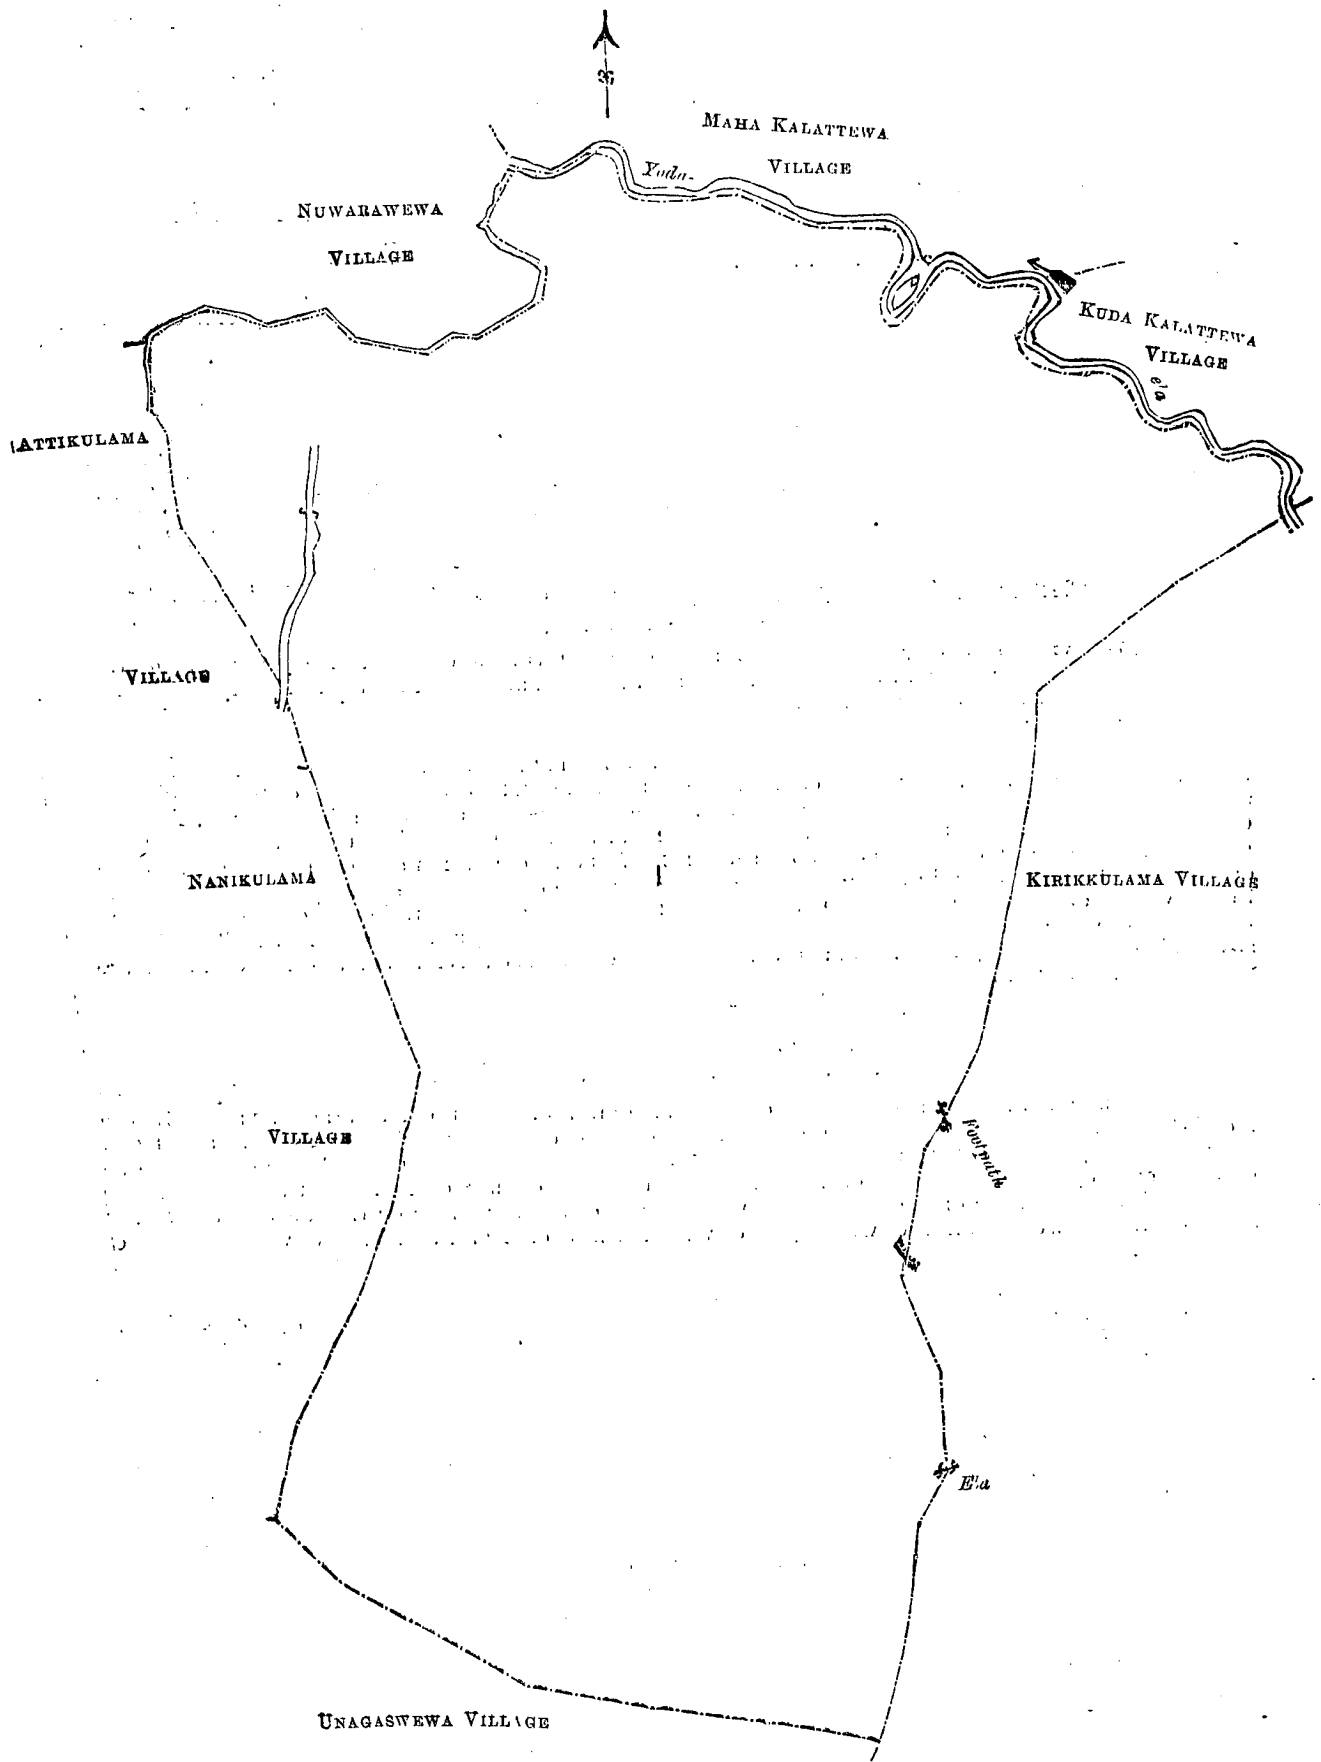 MAHA KALATTEWA
VILLAGE
Yoda-
NUWARAWEWA
VILLAGE
KUDA KALATTEWA
VILLAGE
ela
ATTIKULAMA
VILLAGE
NANIKULAMA
KIRIKKULAMA VILLAGE
VILLAGE
Footpath
Ela
UNAGASWEWA VILLAGE